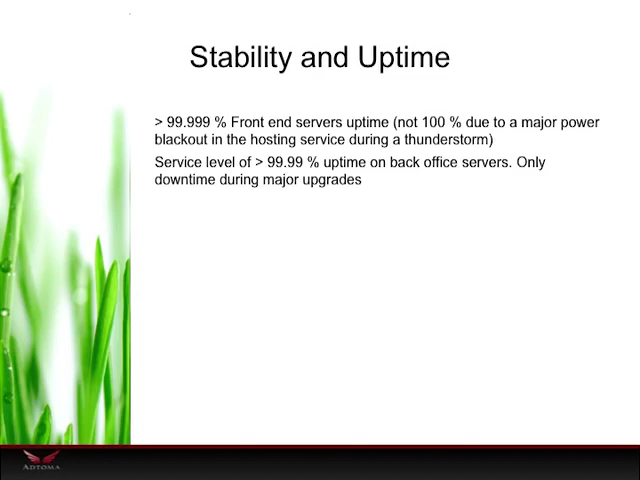 Stability and Uptime
> 99.999 % Front end servers uptime (not 100 % due to a major power
blackout in the hosting service during a thunderstorm)
Service level of > 99.99 % uptime on back office servers. Only
downtime during major upgrades
ADTOMA